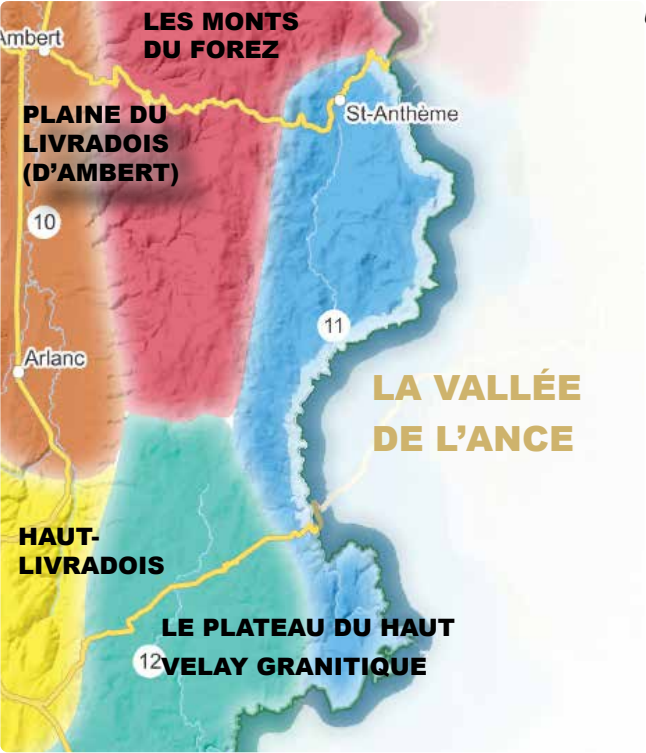 LES MONTS
DU FOREZ
Ambert
St-Anthème
PLAINE DU
LIVRADOIS
(D'AMBERT)
10
11
Arlanc
LA VALLÉE
DE L'ANCE
HAUT-
LIVRADOIS
LE PLATEAU DU HAUT
12
VELAY GRANITIQUE